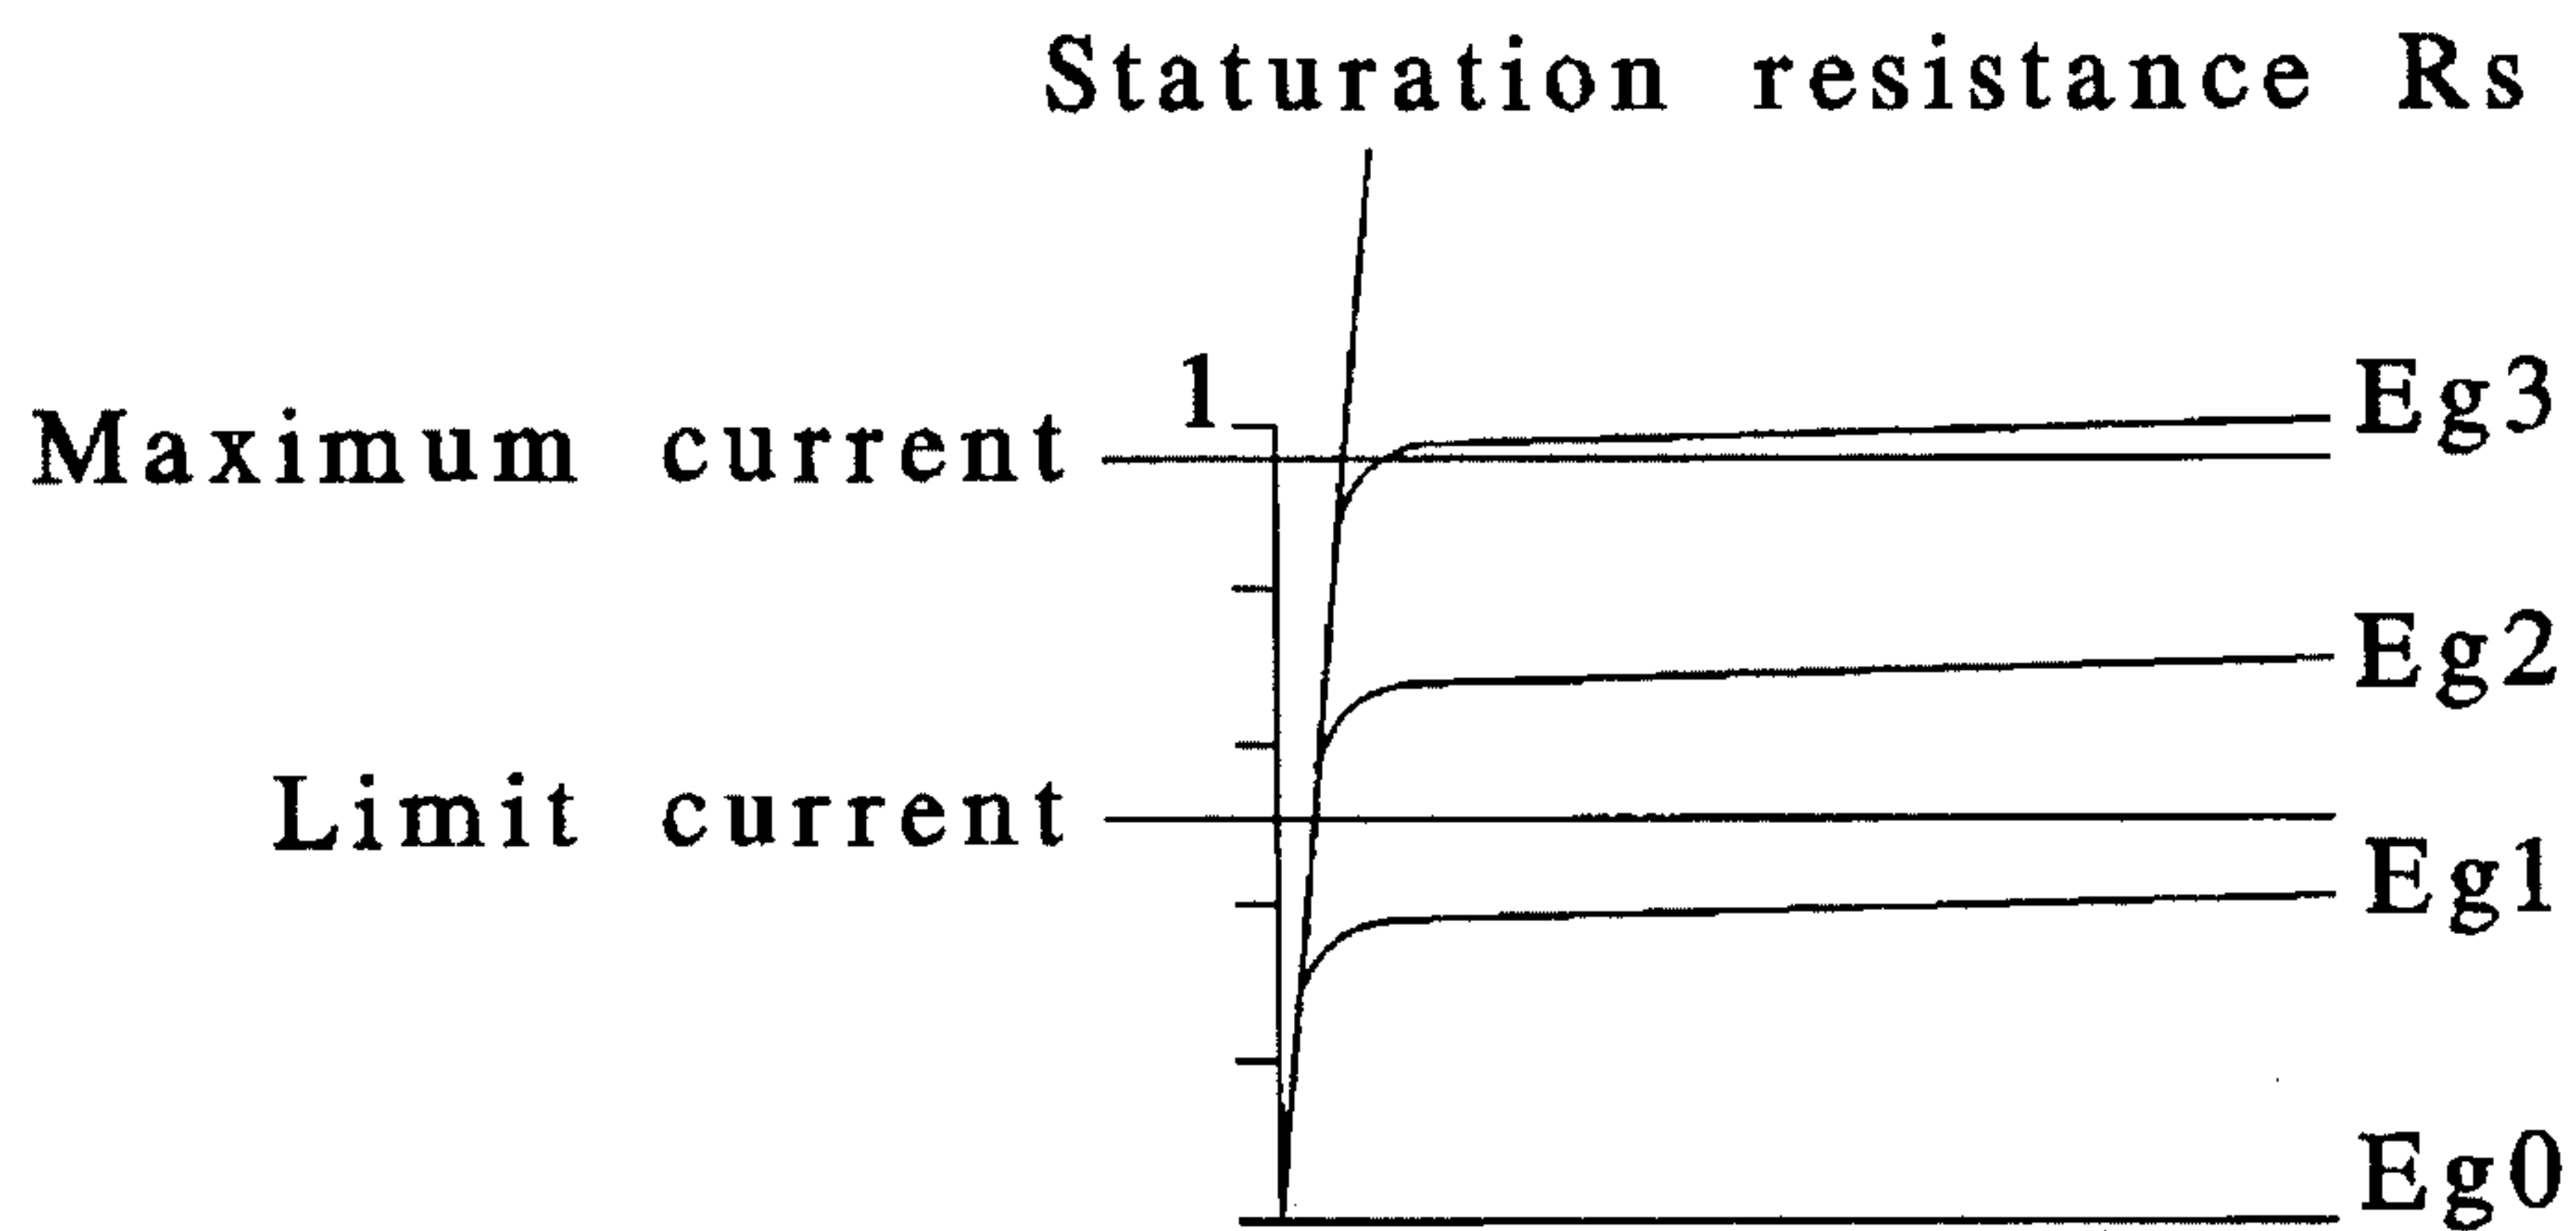 Staturation resistance Rs
1
Eg3
Maximum current
Eg2
Limit current
Eg1
Eg0